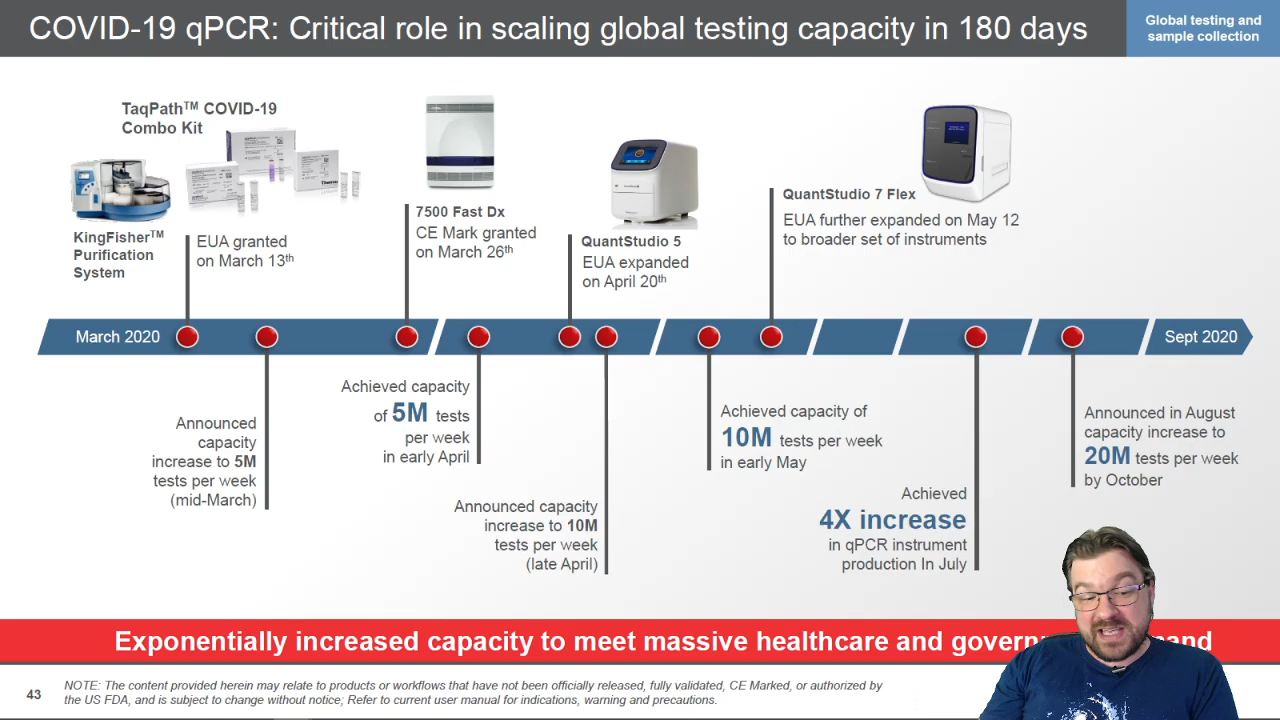 COVID-19 qPCR: Critical role in scaling global testing capacity in 180 days
Global testing and
sample collection
TaqPath™ COVID-19
Combo Kit
KingFisher™
Purification
System
EUA granted
on March 13th
7500 Fast Dx
CE Mark granted
on March 26th
QuantStudio 5
EUA expanded
on April 20th
QuantStudio 7 Flex
EUA further expanded on May 12
to broader set of instruments
March 2020
Sept 2020
Announced
capacity
increase to 5M
tests per week
(mid-March)
Achieved capacity
of 5M tests
per week
in early April
Announced capacity
increase to 10M
tests per week
(late April)
Achieved capacity of
10M tests per week
in early May
Achieved
4X increase
in qPCR instrument
production In July
Announced in August
capacity increase to
20M tests per week
by October
Exponentially increased capacity to meet massive healthcare and
43
NOTE: The content provided herein may relate to products or workflows that have not been officially released, fully validated, CE Marked, or authorized by
the US FDA, and is subject to change without notice; Refer to current user manual for indications, warning and precautions.